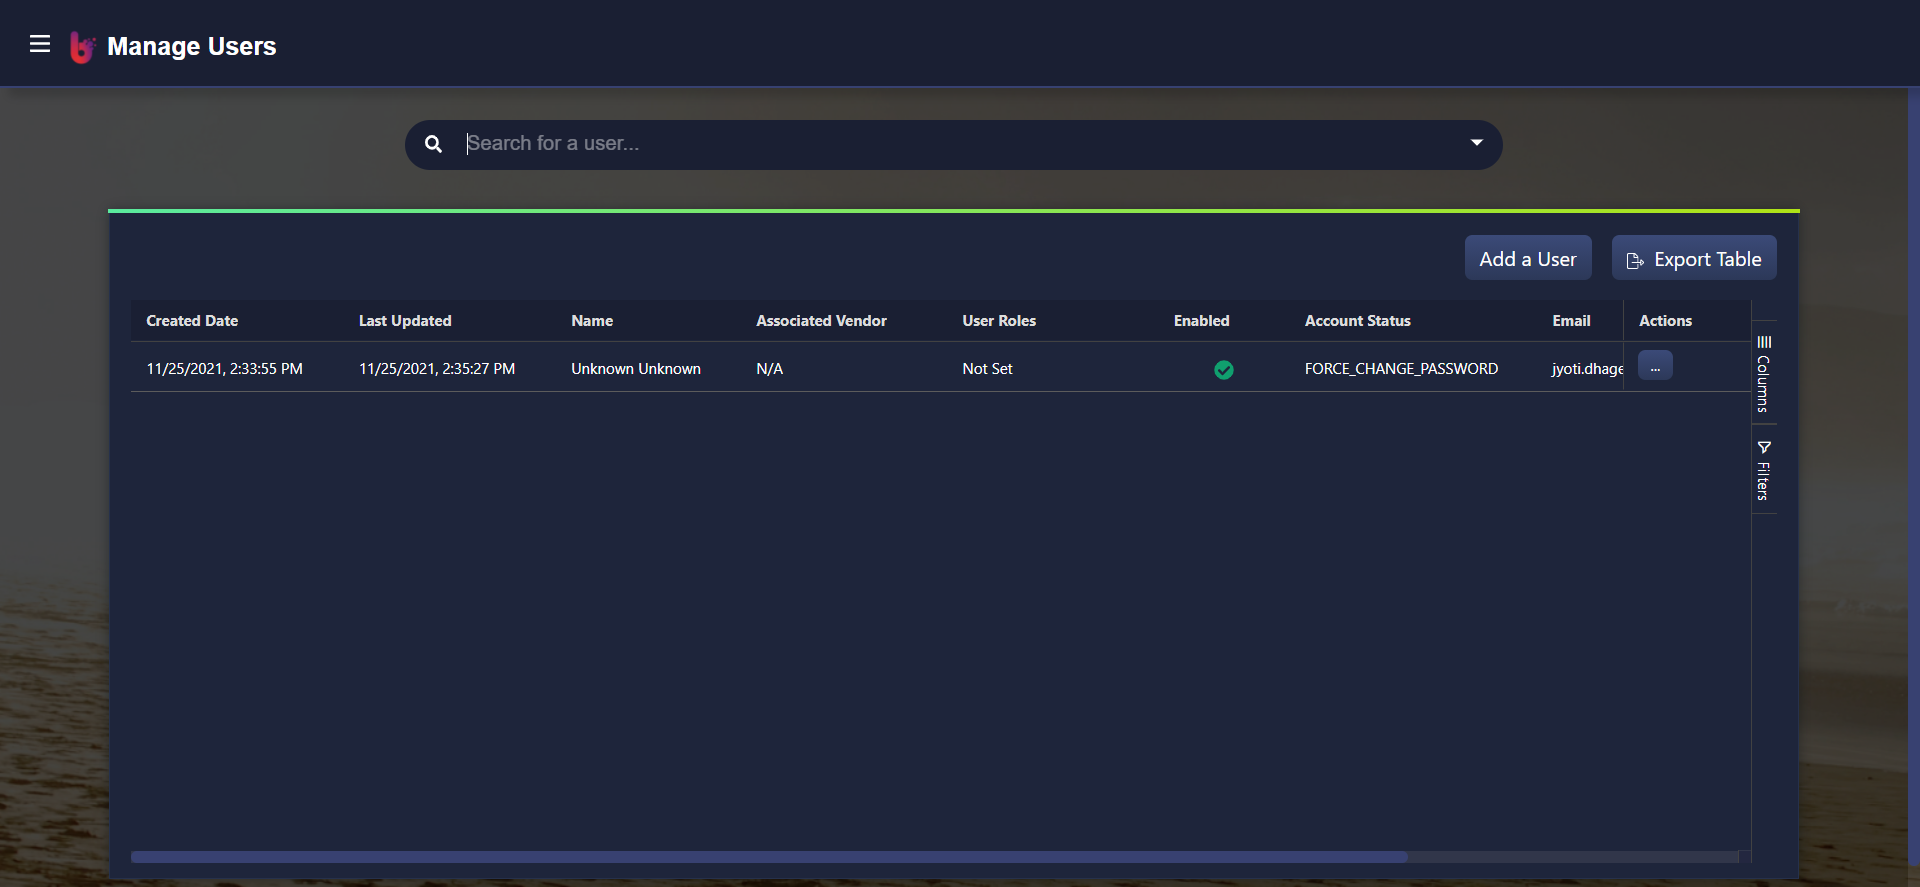 Manage Users
Search for a user...
Add a User
Export Table
Created Date Last Updated Name Associated Vendor User Roles Enabled Account Status Email Actions
11/25/2021, 2:33:55 PM 11/25/2021, 2:35:27 PM Unknown Unknown N/A Not Set FORCE_CHANGE_PASSWORD jyoti.dhage ...
Columns
Filters